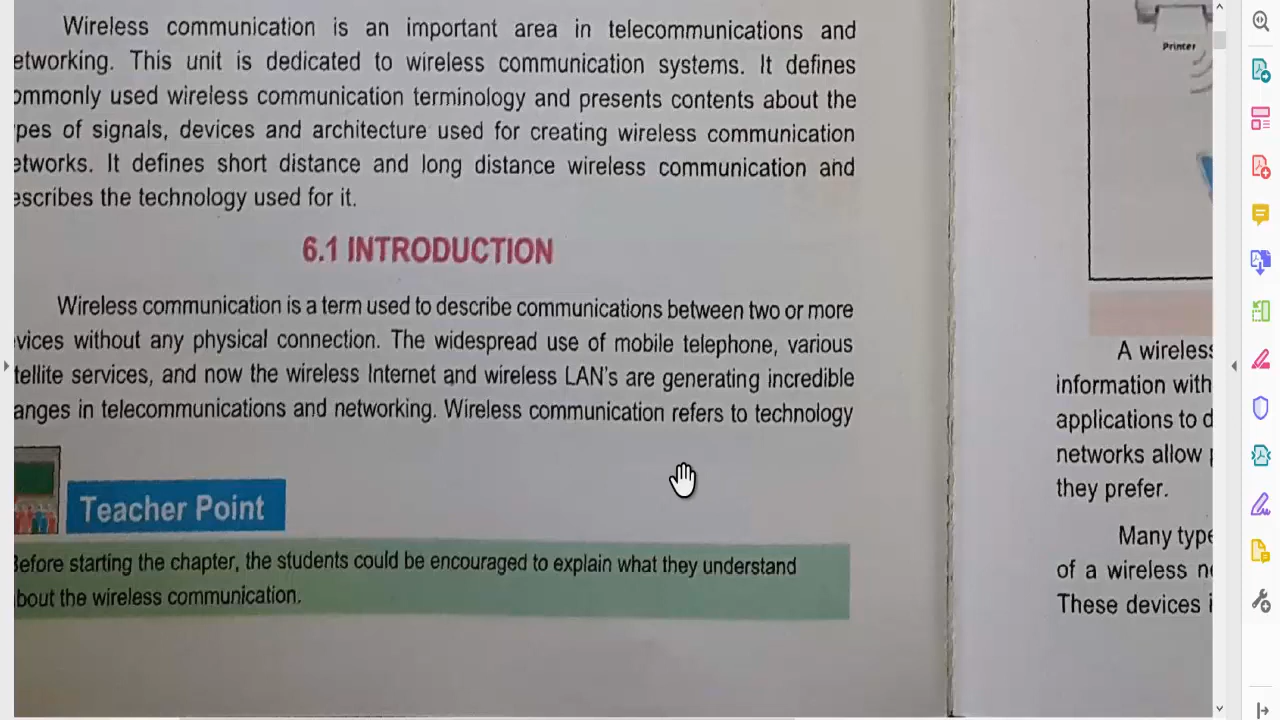 Wireless communication is an important area in telecommunications and
etworking. This unit is dedicated to wireless communication systems. It defines
ommonly used wireless communication terminology and presents contents about the
pes of signals, devices and architecture used for creating wireless communication
etworks. It defines short distance and long distance wireless communication and
escribes the technology used for it.
6.1 INTRODUCTION
Wireless communication is a term used to describe communications between two or more
vices without any physical connection. The widespread use of mobile telephone, various
tellite services, and now the wireless Internet and wireless LAN's are generating incredible
anges in telecommunications and networking. Wireless communication refers to technology
Teacher Point
Before starting the chapter, the students could be encouraged to explain what they understand
bout the wireless communication.
Printer
A wireless
information with
applications to d
networks allow
they prefer.
Many type
of a wireless ne
These devices i